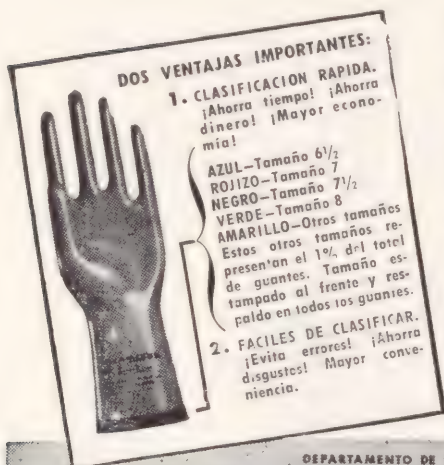 DOS VENTAJAS IMPORTANTES:
1. CLASIFICACION RAPIDA.
¡Ahorra tiempo! ¡Ahorra
dinero! ¡Mayor econo-
mía!
AZUL—Tamaño 6½
ROJIZO—Tamaño 7
NEGRO—Tamaño 7½
VERDE—Tamaño 8
AMARILLO—Otros tamaños
Estos otros tamaños re-
presentan el 1% del total
de guantes. Tamaño es-
tampado al frente y res-
paldo en todos los guantes.
2. FACILES DE CLASIFICAR.
¡Evita errores! ¡Ahorra
disgustos! Mayor conve-
niencia.
DEPARTAMENTO DE